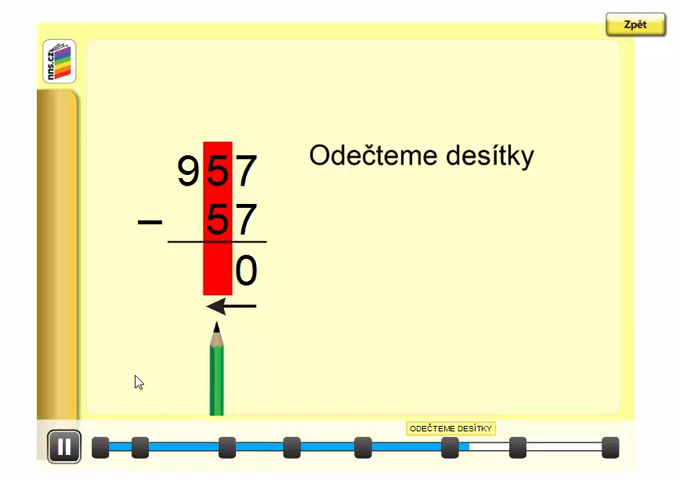 Zpět
nns.cz
Odečteme desítky
957
– 57
0
ODEČTEME DESÍTKY